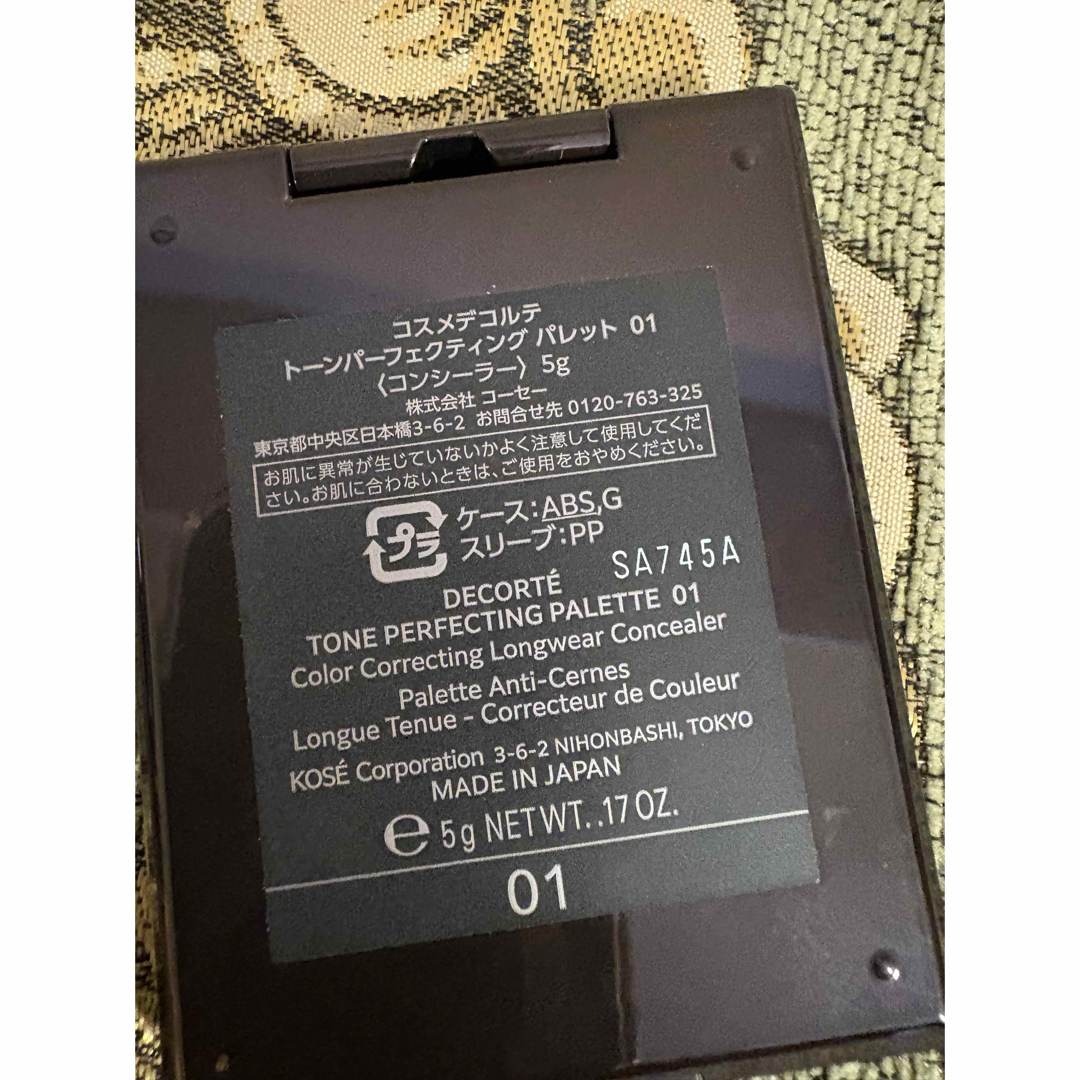 コスメデコルテ
トーンパーフェクティング パレット 01
〈コンシーラー〉 5g
株式会社 コーセー
東京都中央区日本橋3-6-2 お問合せ先 0120-763-325
お肌に異常が生じていないかよく注意して使用してくだ
さい。お肌に合わないときは、ご使用をおやめください。
プラ
ケース:ABS,G
スリーブ:PP
SA745A
DECORTÉ
TONE PERFECTING PALETTE 01
Color Correcting Longwear Concealer
Palette Anti-Cernes
Longue Tenue - Correcteur de Couleur
KOSÉ Corporation 3-6-2 NIHONBASHI, TOKYO
MADE IN JAPAN
℮ 5g NET WT. .17 OZ.
01